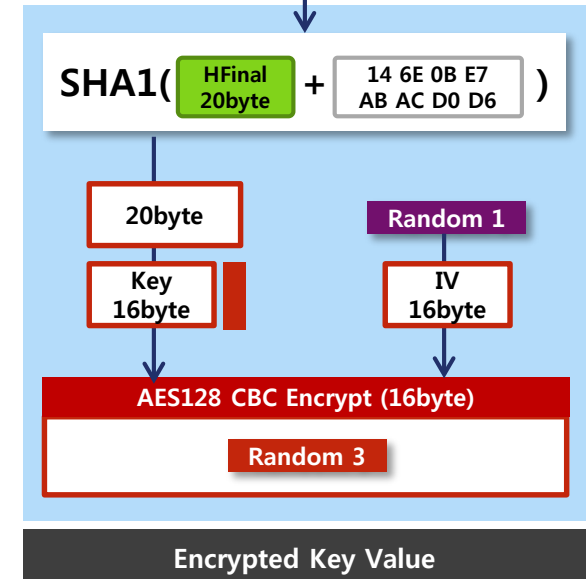 SHA1( HFinal 20byte + 14 6E 0B E7 AB AC D0 D6 )
20byte
Random 1
Key
16byte
IV
16byte
AES128 CBC Encrypt (16byte)
Random 3
Encrypted Key Value